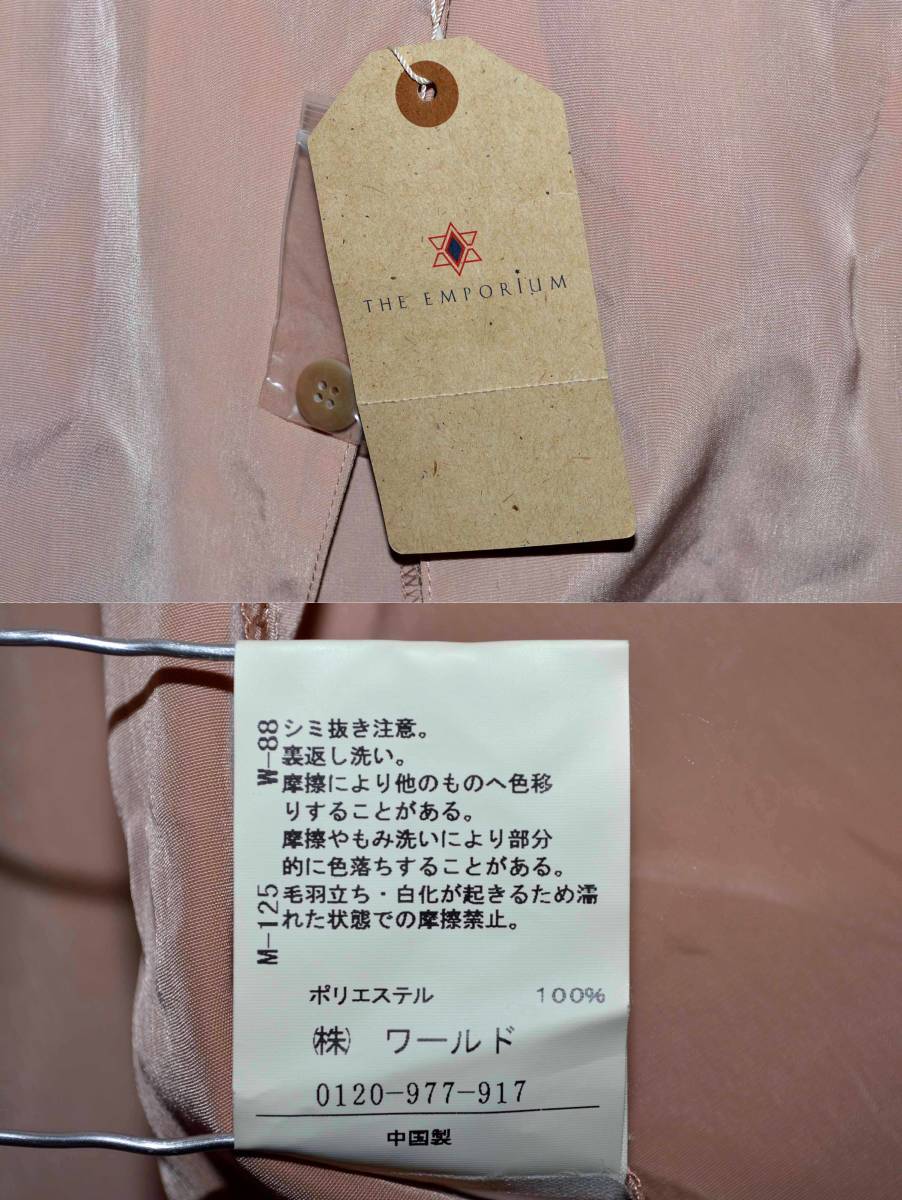 THE EMPORIUM
W-88
シミ抜き注意。
裏返し洗い。
摩擦により他のものへ色移
りすることがある。
摩擦やもみ洗いにより部分
的に色落ちすることがある。
M-125
毛羽立ち・白化が起きるため濡
れた状態での摩擦禁止。
ポリエステル 100%
㈱ ワールド
0120-977-917
中国製